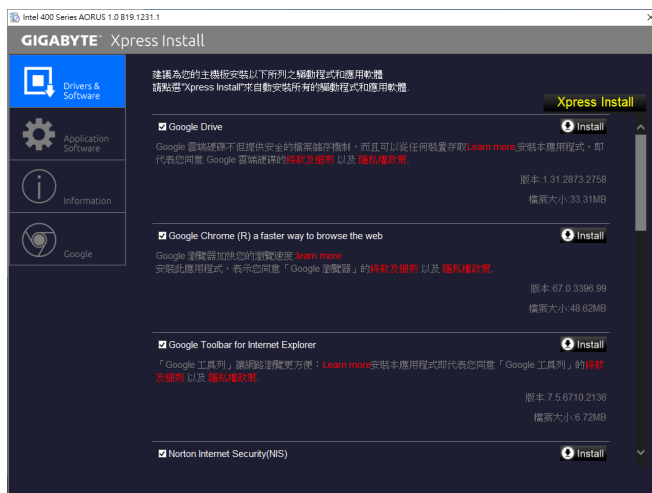 Intel 400 Series AORUS 1.0 B19.1231.1
GIGABYTE™ Xpress Install
Drivers &
Software
Application
Software
Information
Google
建議為您的主機板安裝以下所列之驅動程式和應用軟體
請點選"Xpress Install"來自動安裝所有的驅動程式和應用軟體.
Xpress Install
Google Drive
Install
Google 雲端硬碟不但提供安全的檔案儲存機制，而且可以從任何裝置存取Learn more.安裝本應用程式，即
代表您同意 Google 雲端硬碟的條款及細則 以及 隱私權政策.
版本:1.31.2873.2758
檔案大小:33.31MB
Google Chrome (R) a faster way to browse the web
Install
Google 瀏覽器加快您的瀏覽速度:learn more
安裝此應用程式，表示您同意「Google 瀏覽器」的條款及細則 以及 隱私權政策.
版本:67.0.3396.99
檔案大小:48.62MB
Google Toolbar for Internet Explorer
Install
「Google 工具列」讓網路瀏覽更方便：Learn more安裝本應用程式即代表您同意「Google 工具列」的條款
及細則 以及 隱私權政策.
版本:7.5.6710.2136
檔案大小:6.72MB
Norton Internet Security(NIS)
Install